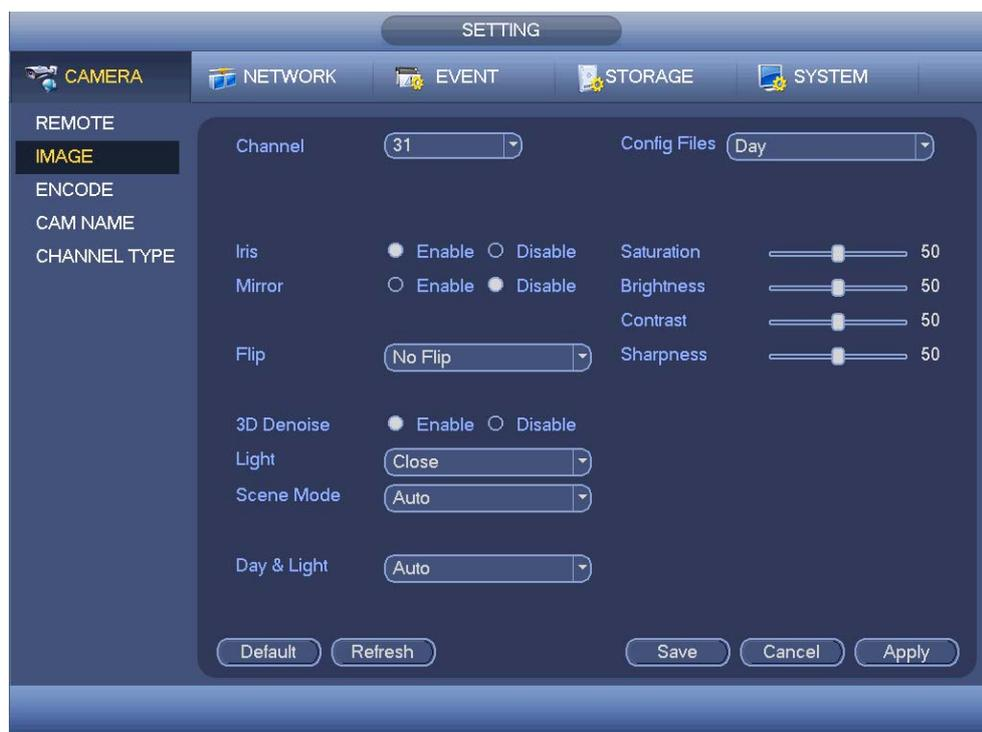 SETTING
CAMERA NETWORK EVENT STORAGE SYSTEM
REMOTE
IMAGE
ENCODE
CAM NAME
CHANNEL TYPE
Channel 31 Config Files Day
Iris Enable Disable Saturation 50
Mirror Enable Disable Brightness 50
Contrast 50
Flip No Flip Sharpness 50
3D Denoise Enable Disable
Light Close
Scene Mode Auto
Day & Light Auto
Default Refresh Save Cancel Apply